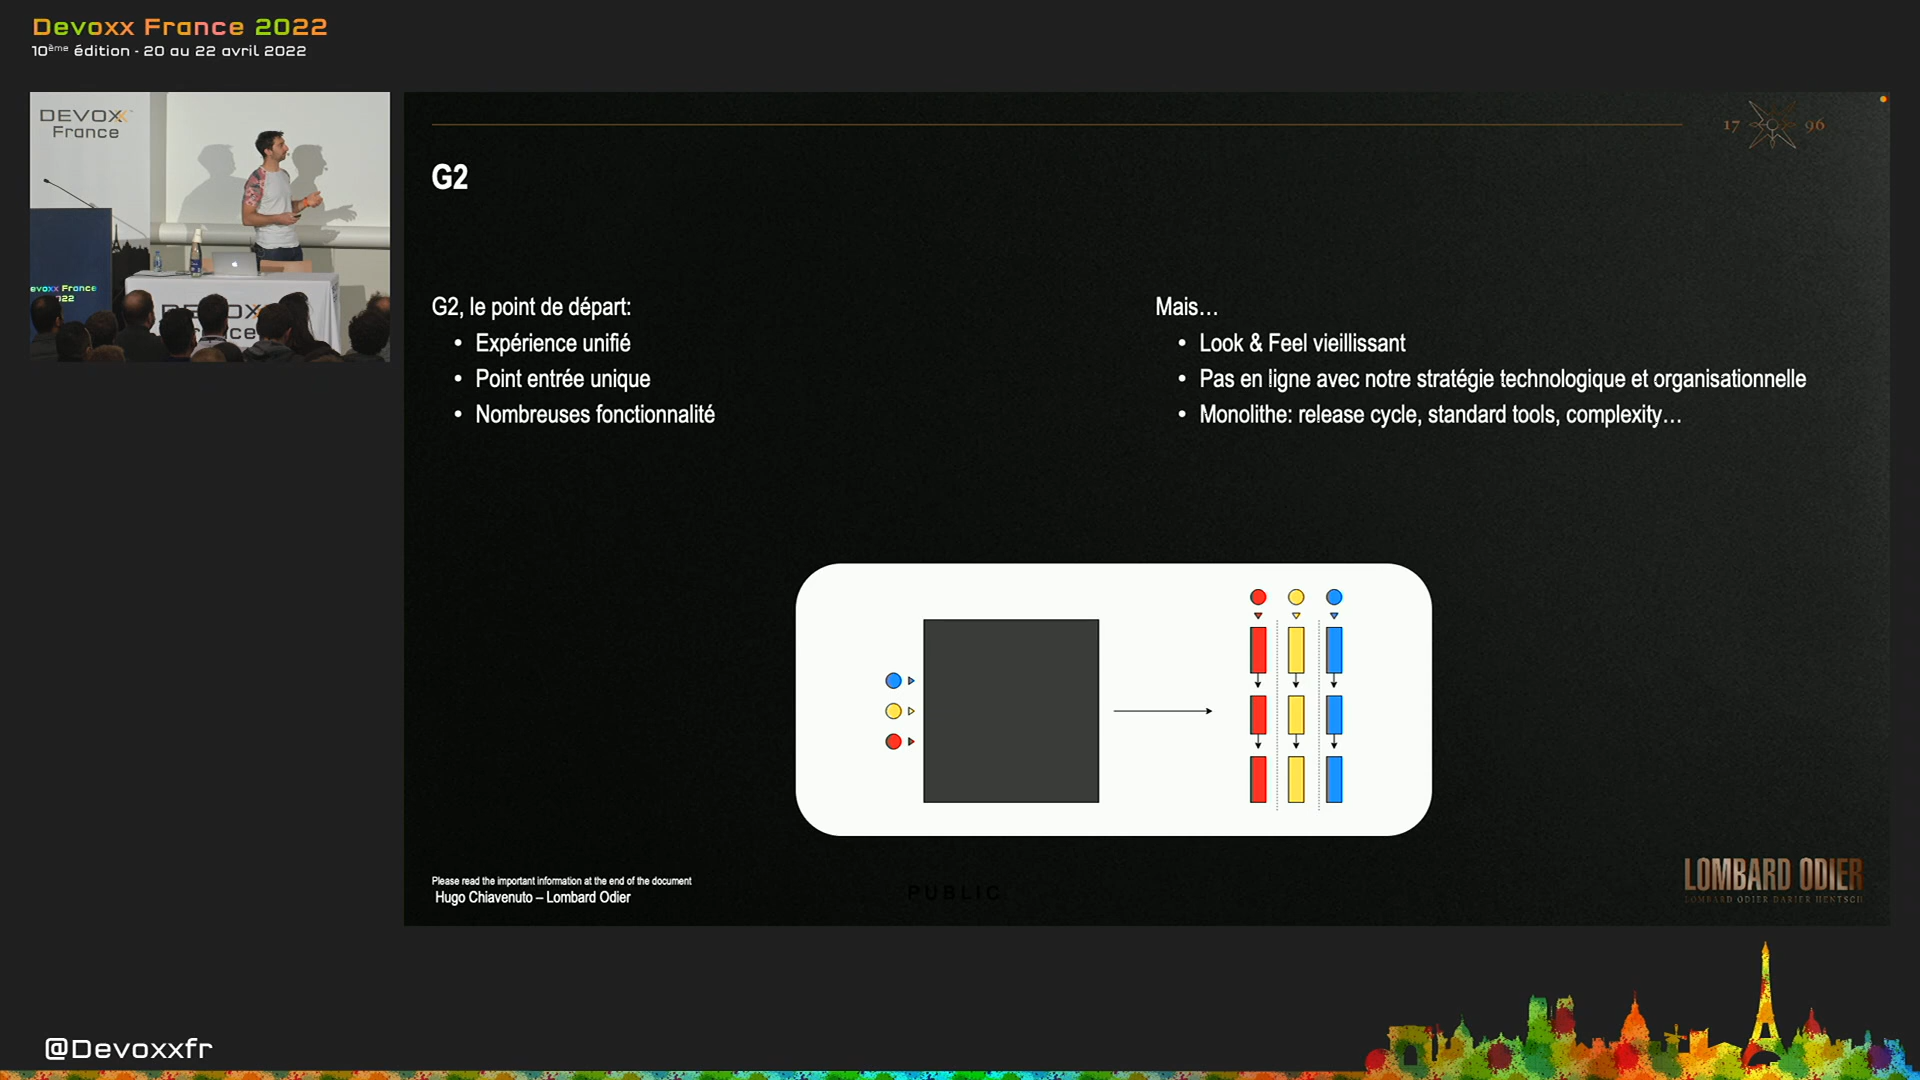 Devoxx France 2022
10ème édition - 20 au 22 avril 2022
DEVOXX
France
evoxx France
17 96
G2
G2, le point de départ:
• Expérience unifié
• Point entrée unique
• Nombreuses fonctionnalité
Mais…
• Look & Feel vieillissant
• Pas en ligne avec notre stratégie technologique et organisationnelle
• Monolithe: release cycle, standard tools, complexity…
Please read the important information at the end of the document
Hugo Chiavenuto – Lombard Odier
PUBLIC
LOMBARD ODIER
LOMBARD ODIER DARIER HENTSCH
@Devoxxfr